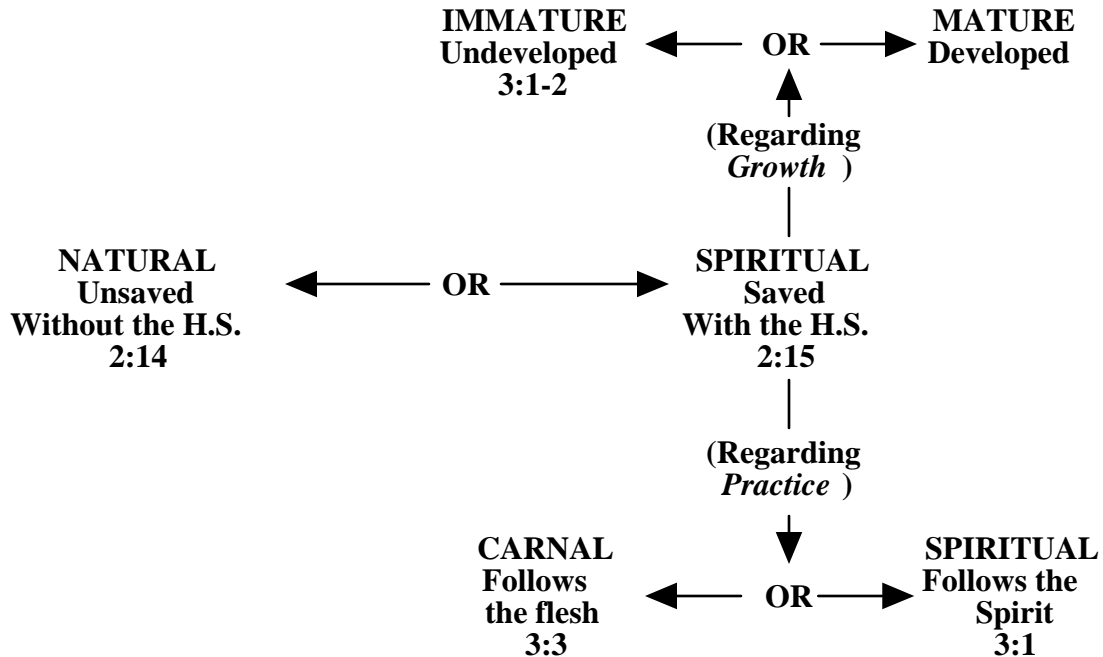 IMMATURE
Undeveloped
3:1-2
OR
MATURE
Developed
(Regarding
Growth )
NATURAL
Unsaved
Without the H.S.
2:14
OR
SPIRITUAL
Saved
With the H.S.
2:15
(Regarding
Practice )
CARNAL
Follows
the flesh
3:3
OR
SPIRITUAL
Follows the
Spirit
3:1